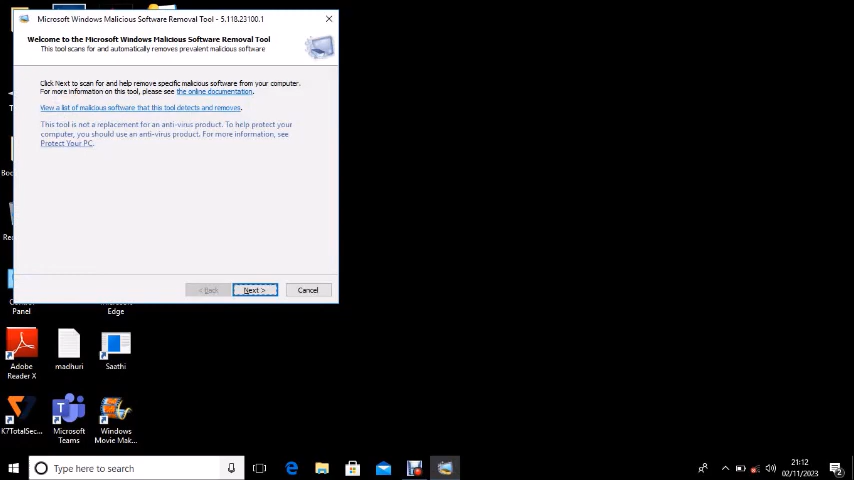 Microsoft Windows Malicious Software Removal Tool - 5.118.23100.1
Welcome to the Microsoft Windows Malicious Software Removal Tool
This tool scans for and automatically removes prevalent malicious software
Click Next to scan for and help remove specific malicious software from your computer.
For more information on this tool, please see the online documentation.
View a list of malicious software that this tool detects and removes.
This tool is not a replacement for an anti-virus product. To help protect your
computer, you should use an anti-virus product. For more information, see
Protect Your PC.
< Back
Next >
Cancel
Control
Panel
Microsoft
Edge
Adobe
Reader X
madhuri
Saathi
K7TotalSec...
Microsoft
Teams
Windows
Movie Mak...
Type here to search
21:12
02/11/2023
2